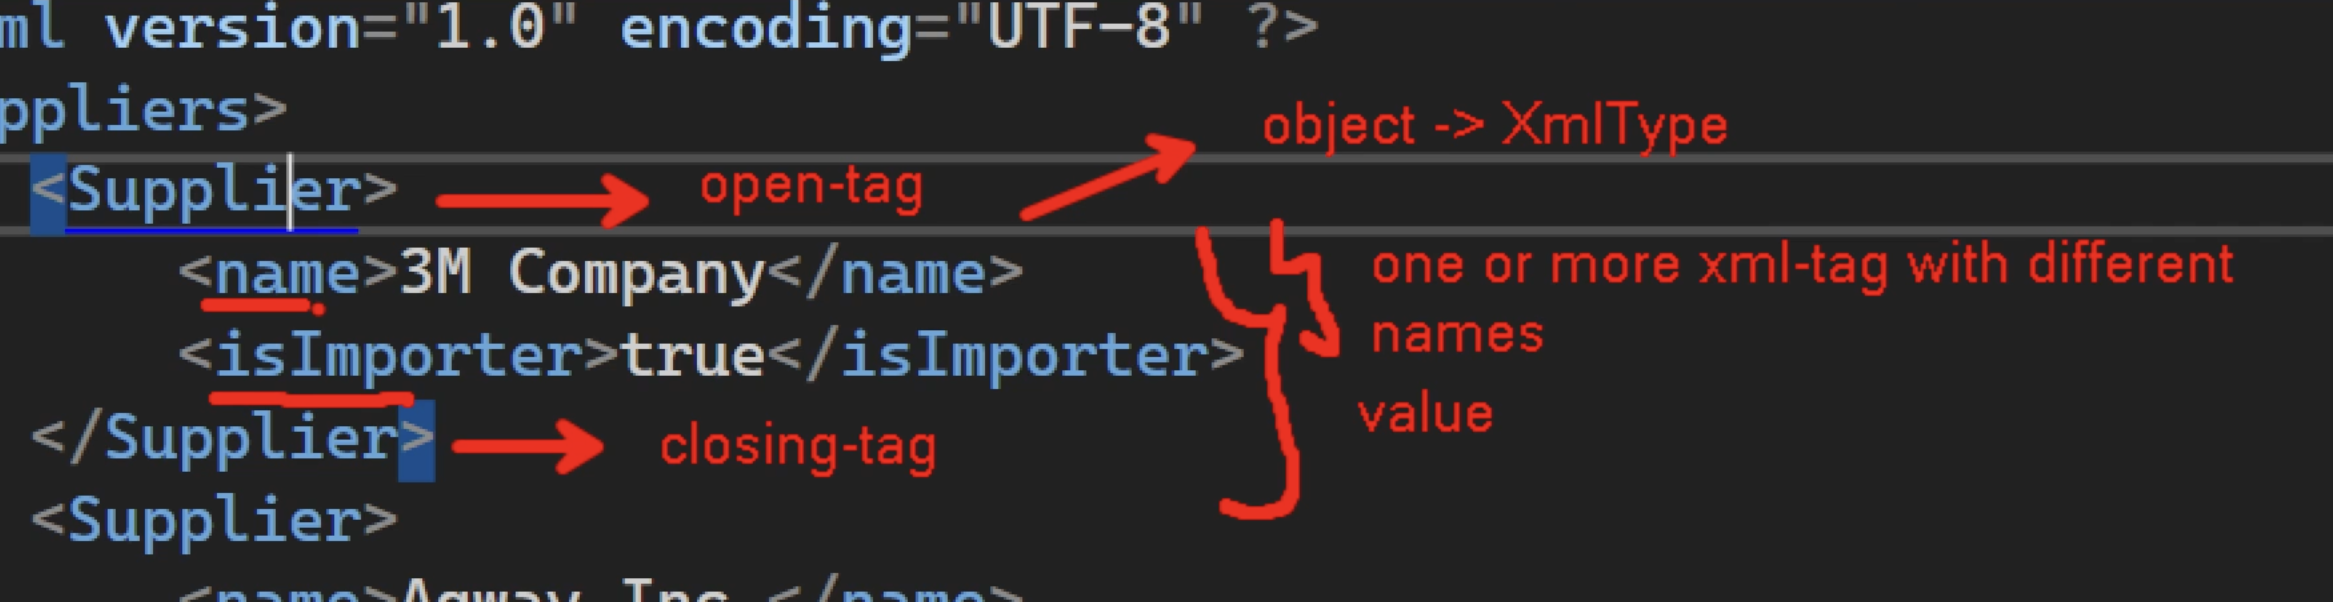 ml version="1.0" encoding="UTF-8" ?>
ppliers>
object -> XmlType
<Supplier>
open-tag
<name>3M Company</name>
one or more xml-tag with different
names
<isImporter>true</isImporter>
value
</Supplier>
closing-tag
<Supplier>
<name>Agway Inc.</name>